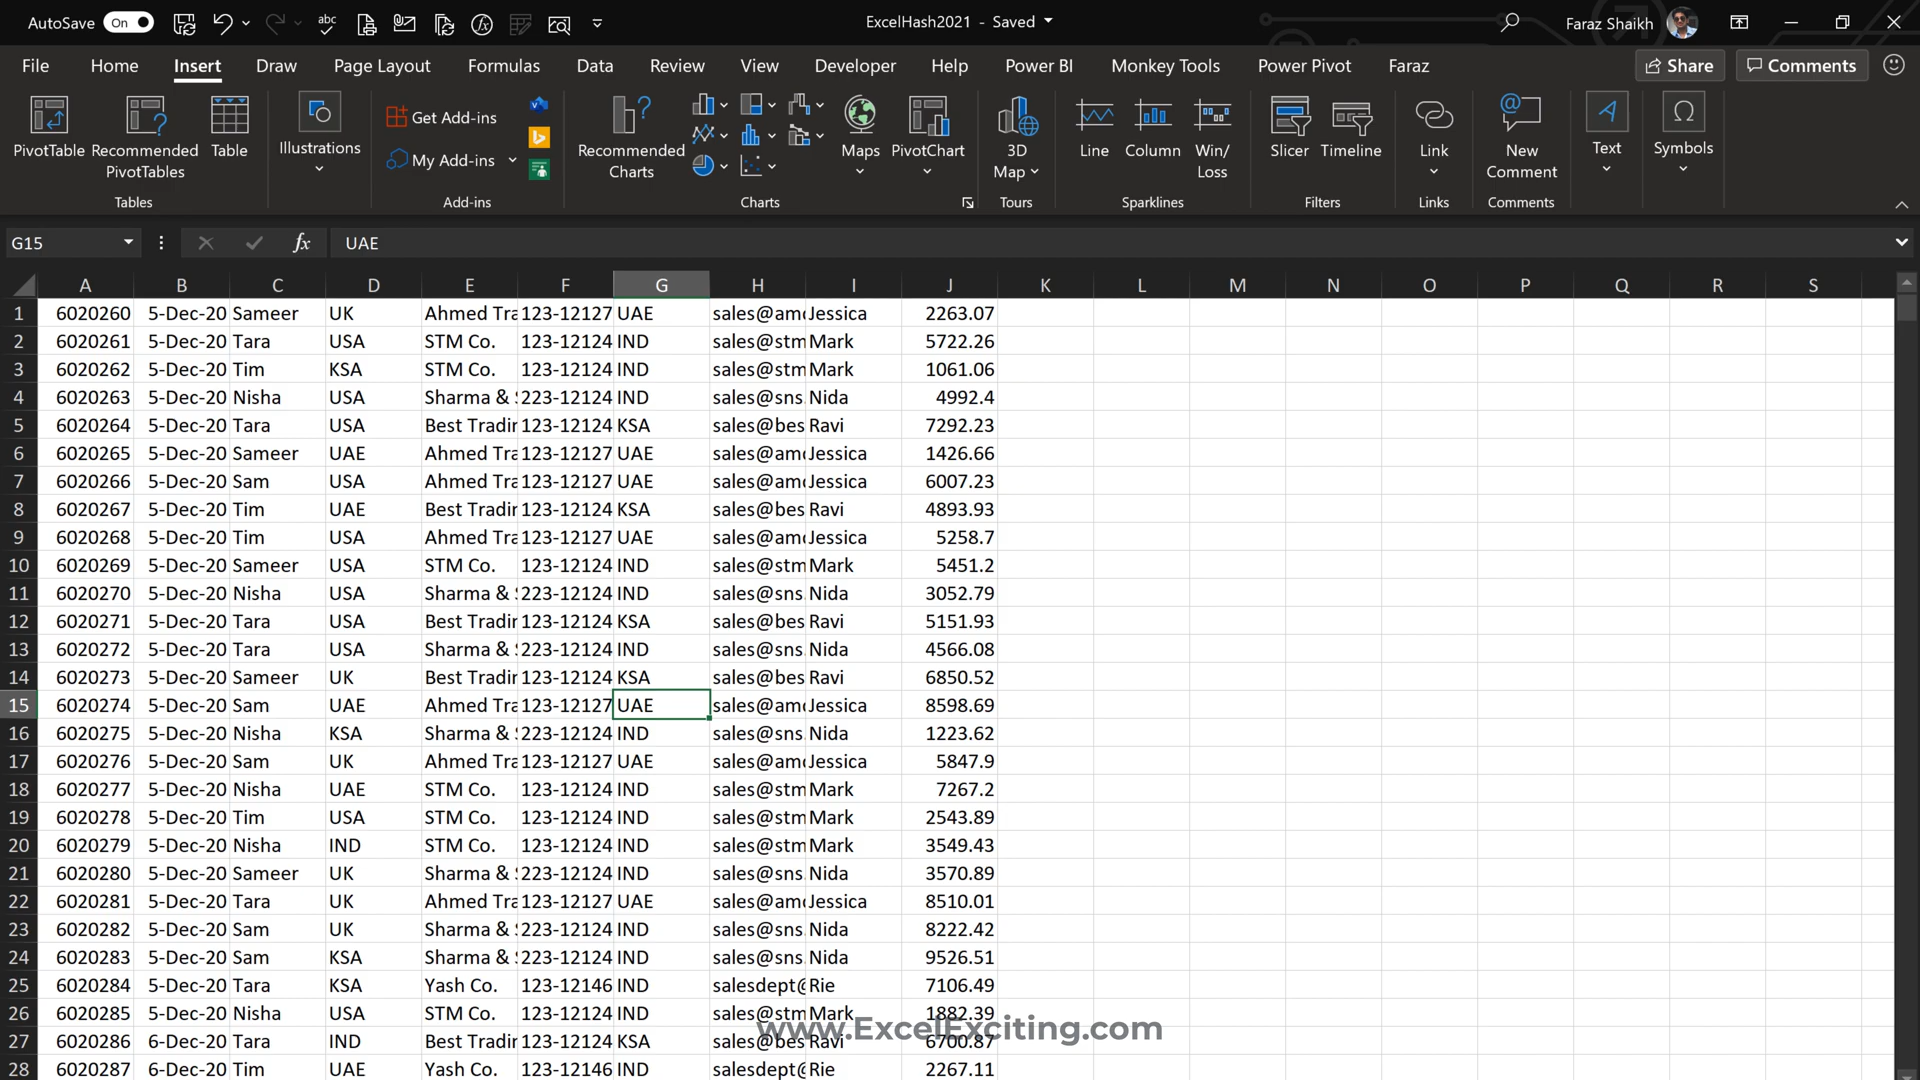 AutoSave On ExcelHash2021 - Saved Faraz Shaikh
File Home Insert Draw Page Layout Formulas Data Review View Developer Help Power BI Monkey Tools Power Pivot Faraz Share Comments
PivotTable Recommended PivotTables Table Illustrations Get Add-ins My Add-ins Recommended Charts Maps PivotChart 3D Map Line Column Win/Loss Slicer Timeline Link New Comment Text Symbols
Tables Add-ins Charts Tours Sparklines Filters Links Comments
G15 fx UAE
A B C D E F G H I J K L M N O P Q R S
1 6020260 5-Dec-20 Sameer UK Ahmed Tra 123-12127 UAE sales@amc Jessica 2263.07
2 6020261 5-Dec-20 Tara USA STM Co. 123-12124 IND sales@stm Mark 5722.26
3 6020262 5-Dec-20 Tim KSA STM Co. 123-12124 IND sales@stm Mark 1061.06
4 6020263 5-Dec-20 Nisha USA Sharma & S 223-12124 IND sales@sns Nida 4992.4
5 6020264 5-Dec-20 Tara USA Best Tradin 123-12124 KSA sales@bes Ravi 7292.23
6 6020265 5-Dec-20 Sameer UAE Ahmed Tra 123-12127 UAE sales@amc Jessica 1426.66
7 6020266 5-Dec-20 Sam USA Ahmed Tra 123-12127 UAE sales@amc Jessica 6007.23
8 6020267 5-Dec-20 Tim UAE Best Tradin 123-12124 KSA sales@bes Ravi 4893.93
9 6020268 5-Dec-20 Tim USA Ahmed Tra 123-12127 UAE sales@amc Jessica 5258.7
10 6020269 5-Dec-20 Sameer USA STM Co. 123-12124 IND sales@stm Mark 5451.2
11 6020270 5-Dec-20 Nisha USA Sharma & S 223-12124 IND sales@sns Nida 3052.79
12 6020271 5-Dec-20 Tara USA Best Tradin 123-12124 KSA sales@bes Ravi 5151.93
13 6020272 5-Dec-20 Tara USA Sharma & S 223-12124 IND sales@sns Nida 4566.08
14 6020273 5-Dec-20 Sameer UK Best Tradin 123-12124 KSA sales@bes Ravi 6850.52
15 6020274 5-Dec-20 Sam UAE Ahmed Tra 123-12127 UAE sales@amc Jessica 8598.69
16 6020275 5-Dec-20 Nisha KSA Sharma & S 223-12124 IND sales@sns Nida 1223.62
17 6020276 5-Dec-20 Sam UK Ahmed Tra 123-12127 UAE sales@amc Jessica 5847.9
18 6020277 5-Dec-20 Nisha UAE STM Co. 123-12124 IND sales@stm Mark 7267.2
19 6020278 5-Dec-20 Tim USA STM Co. 123-12124 IND sales@stm Mark 2543.89
20 6020279 5-Dec-20 Nisha IND STM Co. 123-12124 IND sales@stm Mark 3549.43
21 6020280 5-Dec-20 Sameer UK Sharma & S 223-12124 IND sales@sns Nida 3570.89
22 6020281 5-Dec-20 Tara UK Ahmed Tra 123-12127 UAE sales@amc Jessica 8510.01
23 6020282 5-Dec-20 Sam UK Sharma & S 223-12124 IND sales@sns Nida 8222.42
24 6020283 5-Dec-20 Sam KSA Sharma & S 223-12124 IND sales@sns Nida 9526.51
25 6020284 5-Dec-20 Tara KSA Yash Co. 123-12146 IND salesdept@ Rie 7106.49
26 6020285 5-Dec-20 Nisha USA STM Co. 123-12124 IND sales@stm Mark 1882.39
www.ExcelExciting.com
27 6020286 6-Dec-20 Tara IND Best Tradin 123-12124 KSA sales@bes Ravi 6700.87
28 6020287 6-Dec-20 Tim UAE Yash Co. 123-12146 IND salesdept@ Rie 2267.11